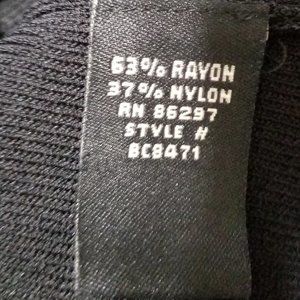 63% RAYON
37% NYLON
RN 86297
STYLE #
BC8471